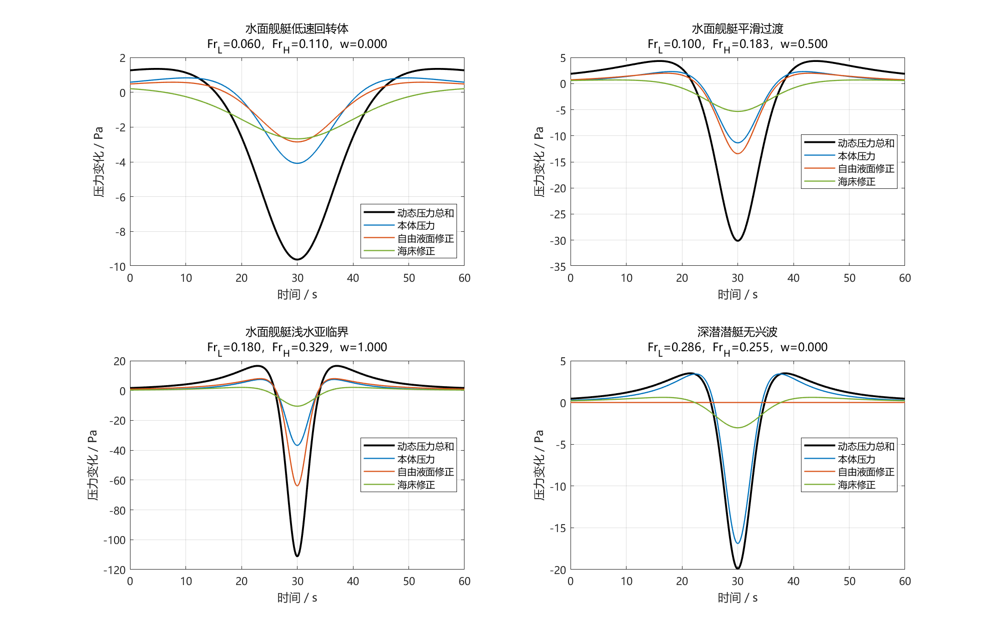 水面舰艇低速回转体
Fr_L=0.060，Fr_H=0.110，w=0.000
2
0
-2
-4
-6
-8
-10
压力变化 / Pa
动态压力总和
本体压力
自由液面修正
海床修正
0 10 20 30 40 50 60
时间 / s
水面舰艇平滑过渡
Fr_L=0.100，Fr_H=0.183，w=0.500
5
0
-5
-10
-15
-20
-25
-30
-35
压力变化 / Pa
动态压力总和
本体压力
自由液面修正
海床修正
0 10 20 30 40 50 60
时间 / s
水面舰艇浅水亚临界
Fr_L=0.180，Fr_H=0.329，w=1.000
20
0
-20
-40
-60
-80
-100
-120
压力变化 / Pa
动态压力总和
本体压力
自由液面修正
海床修正
0 10 20 30 40 50 60
时间 / s
深潜潜艇无兴波
Fr_L=0.286，Fr_H=0.255，w=0.000
5
0
-5
-10
-15
-20
压力变化 / Pa
动态压力总和
本体压力
自由液面修正
海床修正
0 10 20 30 40 50 60
时间 / s